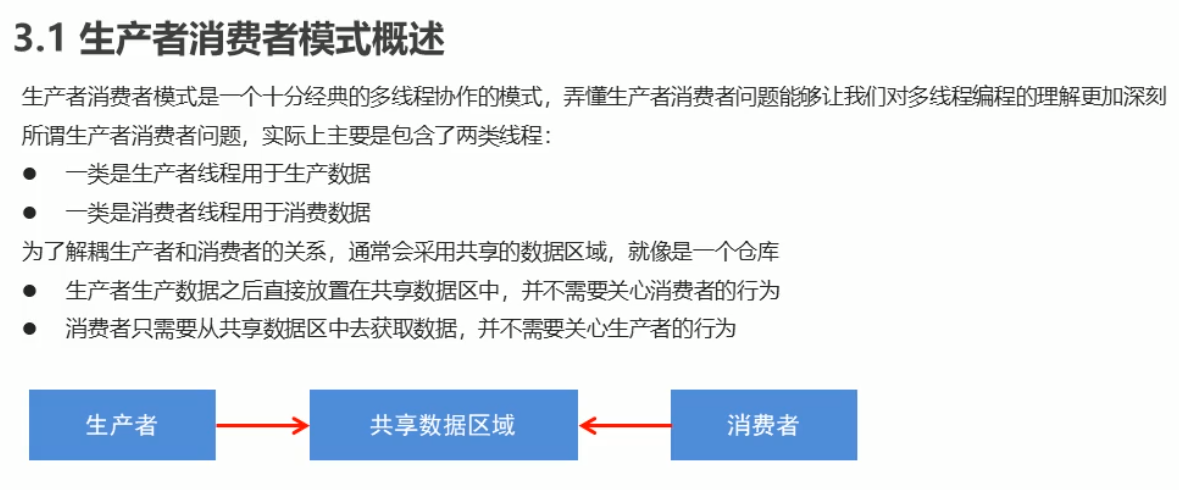 3.1 生产者消费者模式概述
生产者消费者模式是一个十分经典的多线程协作的模式，弄懂生产者消费者问题能够让我们对多线程编程的理解更加深刻
所谓生产者消费者问题，实际上主要是包含了两类线程：
● 一类是生产者线程用于生产数据
● 一类是消费者线程用于消费数据
为了解耦生产者和消费者的关系，通常会采用共享的数据区域，就像是一个仓库
● 生产者生产数据之后直接放置在共享数据区中，并不需要关心消费者的行为
● 消费者只需要从共享数据区中去获取数据，并不需要关心生产者的行为
生产者
共享数据区域
消费者